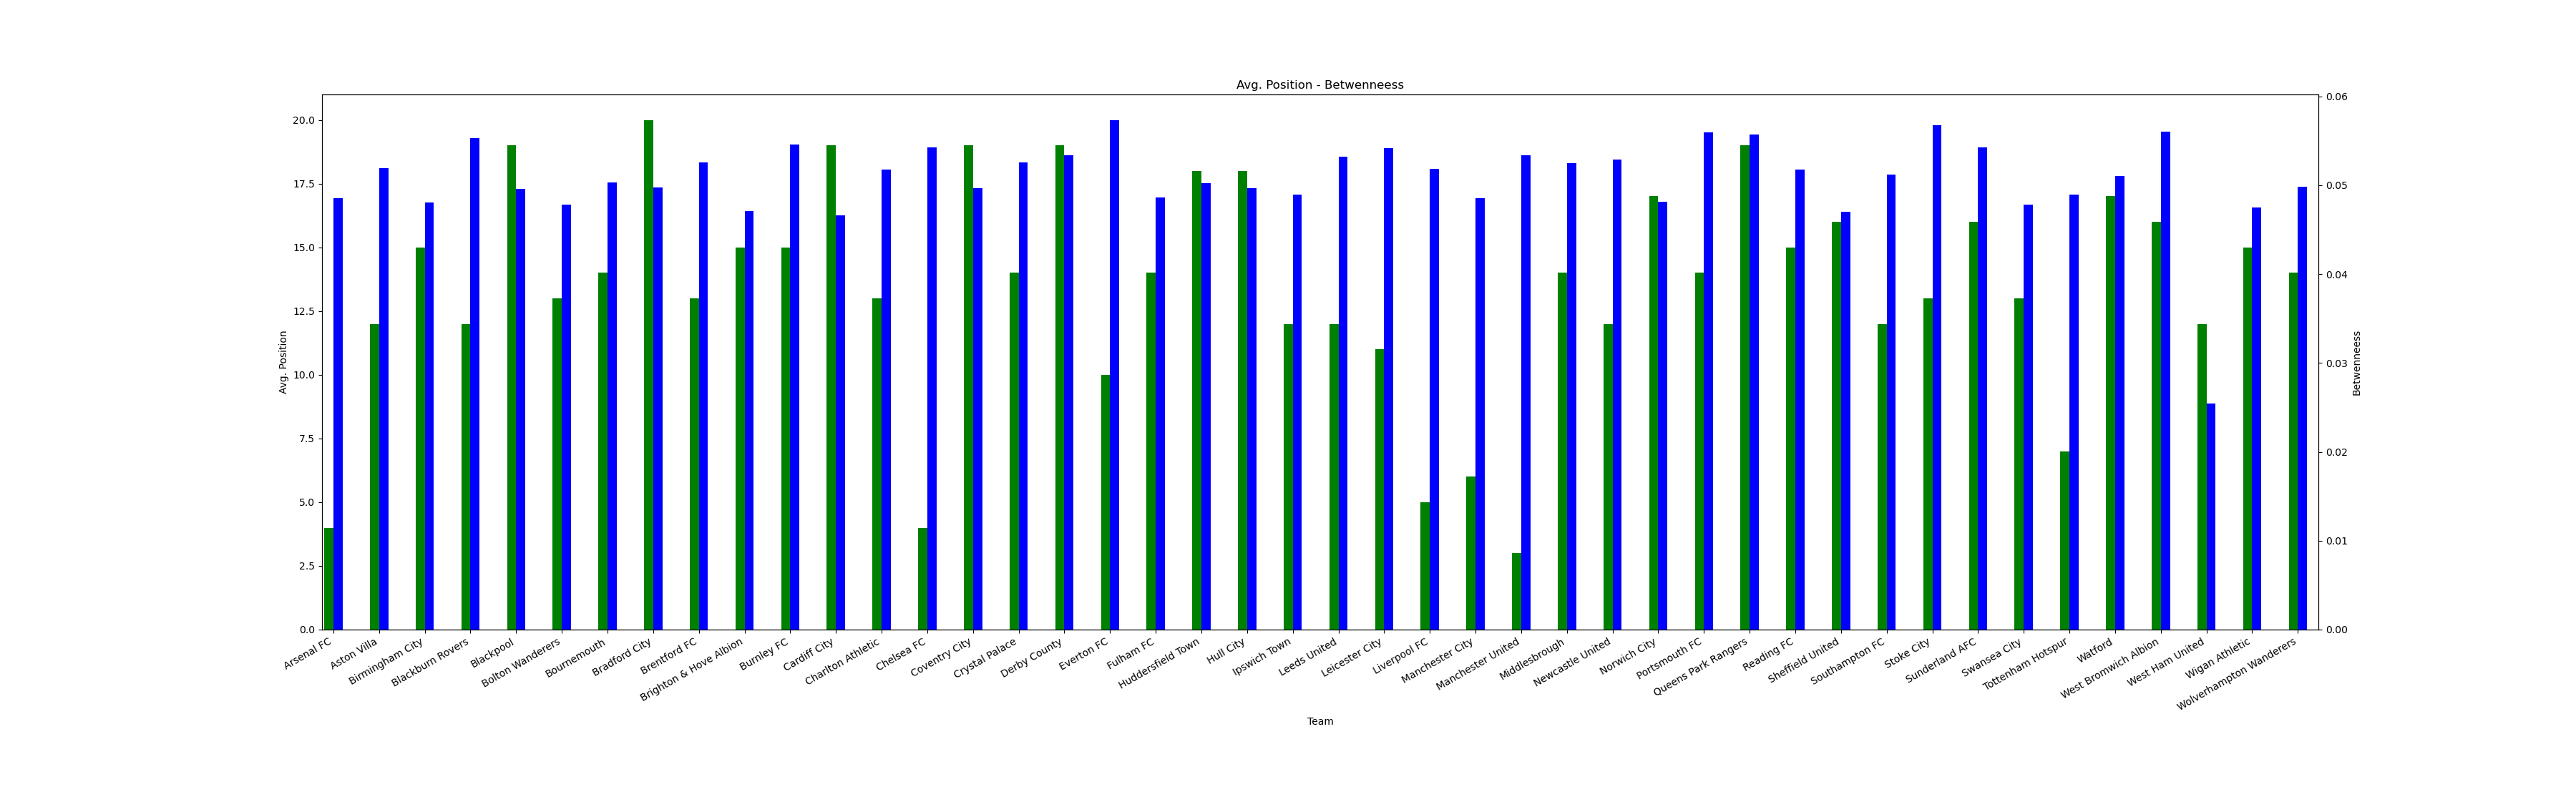 Avg. Position - Betwenneess
20.0
17.5
15.0
12.5
10.0
7.5
5.0
2.5
0.0
Avg. Position
0.06
0.05
0.04
0.03
0.02
0.01
0.00
Betwenneess
Arsenal FC
Aston Villa
Birmingham City
Blackburn Rovers
Blackpool
Bolton Wanderers
Bournemouth
Bradford City
Brentford FC
Brighton & Hove Albion
Burnley FC
Cardiff City
Charlton Athletic
Chelsea FC
Coventry City
Crystal Palace
Derby County
Everton FC
Fulham FC
Huddersfield Town
Hull City
Ipswich Town
Leeds United
Leicester City
Liverpool FC
Manchester City
Manchester United
Middlesbrough
Newcastle United
Norwich City
Portsmouth FC
Queens Park Rangers
Reading FC
Sheffield United
Southampton FC
Stoke City
Sunderland AFC
Swansea City
Tottenham Hotspur
Watford
West Bromwich Albion
West Ham United
Wigan Athletic
Wolverhampton Wanderers
Team